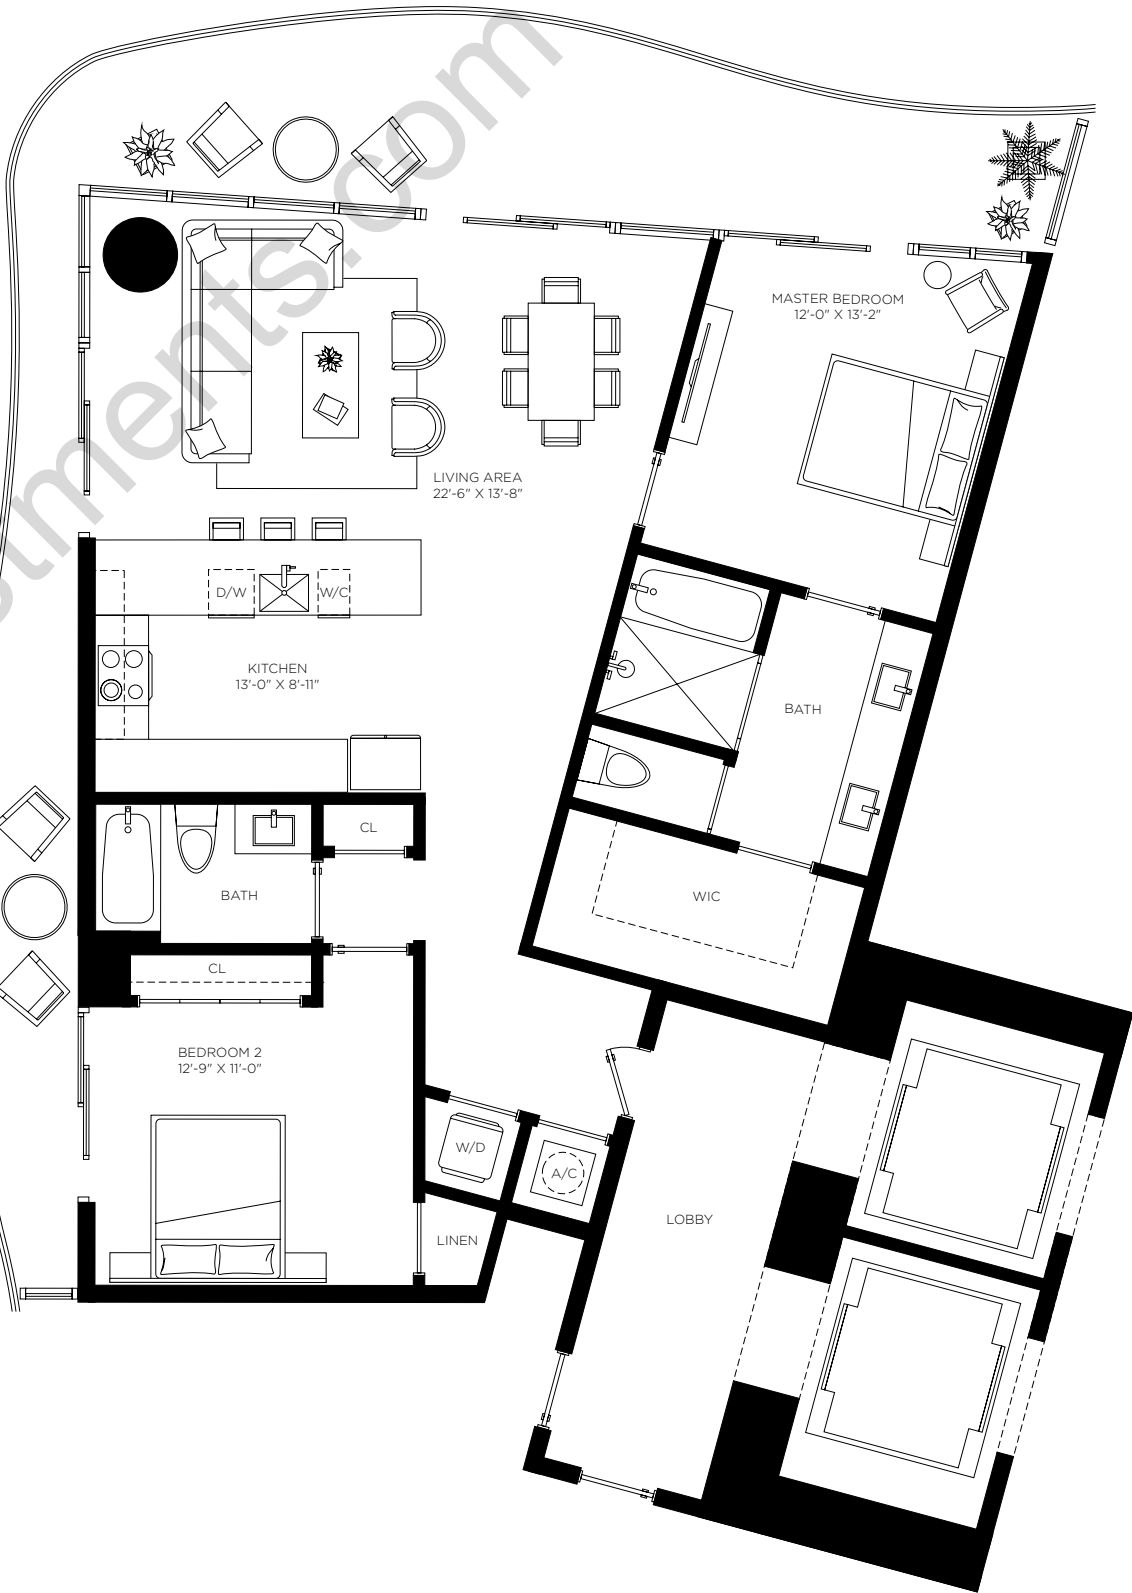 MASTER BEDROOM
12'-0" X 13'-2"
LIVING AREA
22'-6" X 13'-8"
D/W
W/C
KITCHEN
13'-0" X 8'-11"
BATH
CL
BATH
WIC
CL
BEDROOM 2
12'-9" X 11'-0"
W/D
A/C
LOBBY
LINEN